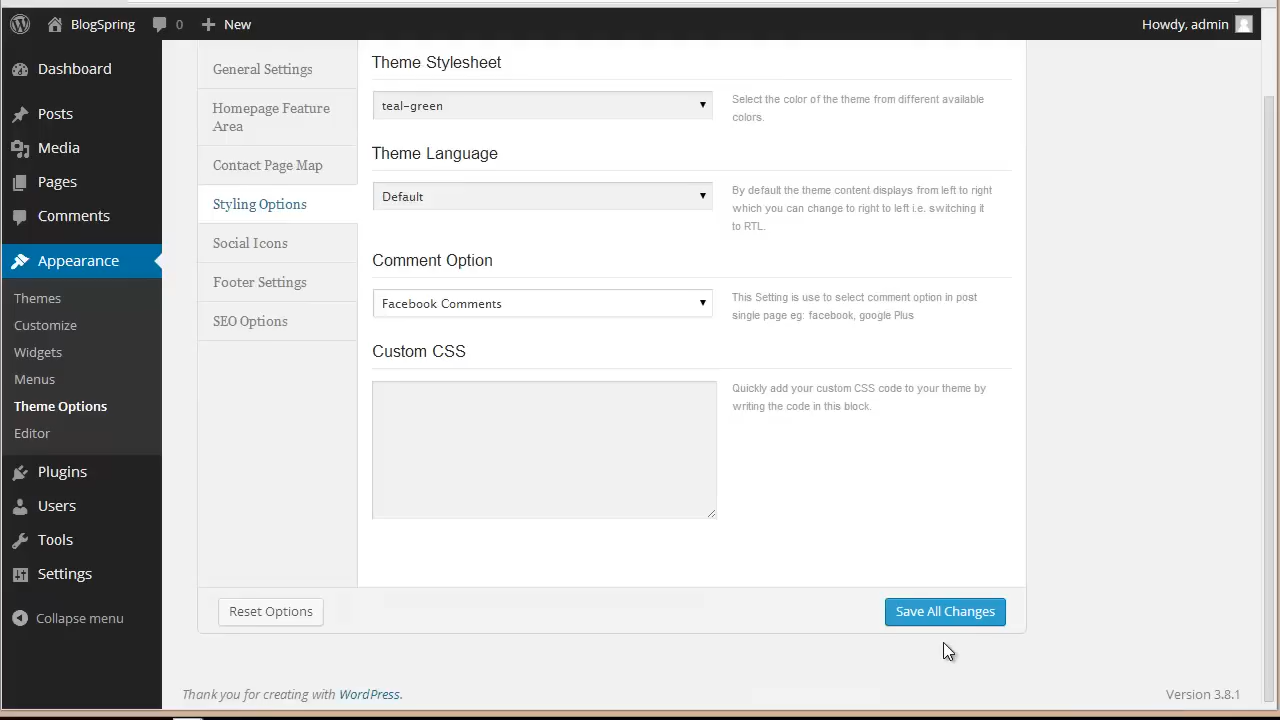 BlogSpring 0 New Howdy, admin
Dashboard
Posts
Media
Pages
Comments
Appearance
Themes
Customize
Widgets
Menus
Theme Options
Editor
Plugins
Users
Tools
Settings
Collapse menu
General Settings
Homepage Feature
Area
Contact Page Map
Styling Options
Social Icons
Footer Settings
SEO Options
Theme Stylesheet
teal-green
Select the color of the theme from different available
colors.
Theme Language
Default
By default the theme content displays from left to right
which you can change to right to left i.e. switching it
to RTL.
Comment Option
Facebook Comments
This Setting is use to select comment option in post
single page eg: facebook, google Plus
Custom CSS
Quickly add your custom CSS code to your theme by
writing the code in this block.
Reset Options
Save All Changes
Thank you for creating with WordPress.
Version 3.8.1